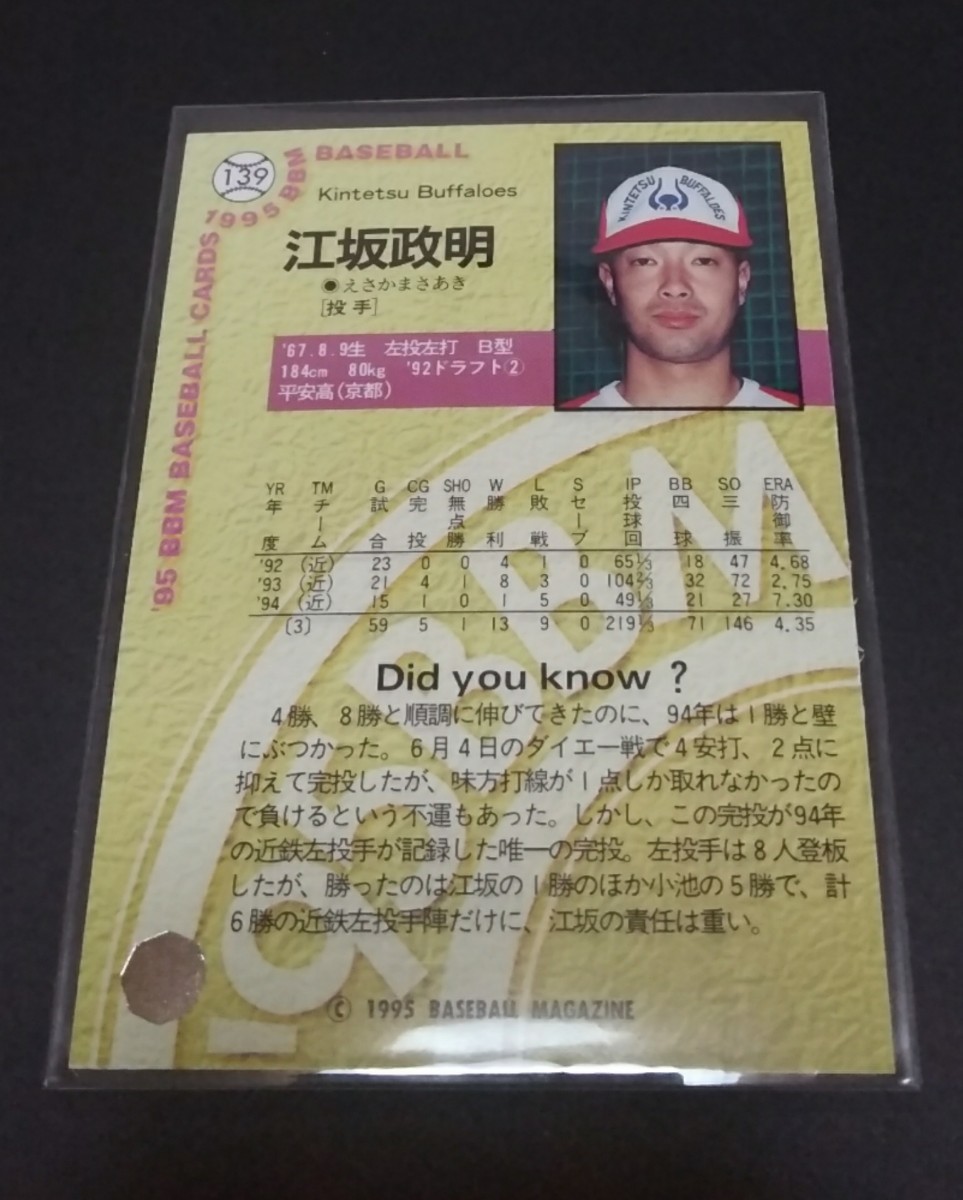 139
'95 BBM BASEBALL CARDS 1995 BBM BASEBALL
Kintetsu Buffaloes
KINTETSU BUFFALOES
江坂政明
●えさかまさあき
[投手]
'67.8.9生 左投左打 B型
184cm 80kg '92ドラフト②
平安高(京都)
YR TM G CG SHO W L S IP BB SO ERA
年度 チーム 試合 完投 無点勝 勝利 敗戦 セーブ 投球回 四球 三振 防御率
'92 (近) 23 0 0 4 1 0 65⅓ 18 47 4.68
'93 (近) 21 4 1 8 3 0 104⅔ 32 72 2.75
'94 (近) 15 1 0 1 5 0 49⅓ 21 27 7.30
〔3〕 59 5 1 13 9 0 219⅓ 71 146 4.35
Did you know ?
4勝、8勝と順調に伸びてきたのに、94年は1勝と壁
にぶつかった。6月4日のダイエー戦で4安打、2点に
抑えて完投したが、味方打線が1点しか取れなかったの
で負けるという不運もあった。しかし、この完投が94年
の近鉄左投手が記録した唯一の完投。左投手は8人登板
したが、勝ったのは江坂の1勝のほか小池の5勝で、計
6勝の近鉄左投手陣だけに、江坂の責任は重い。
© 1995 BASEBALL MAGAZINE